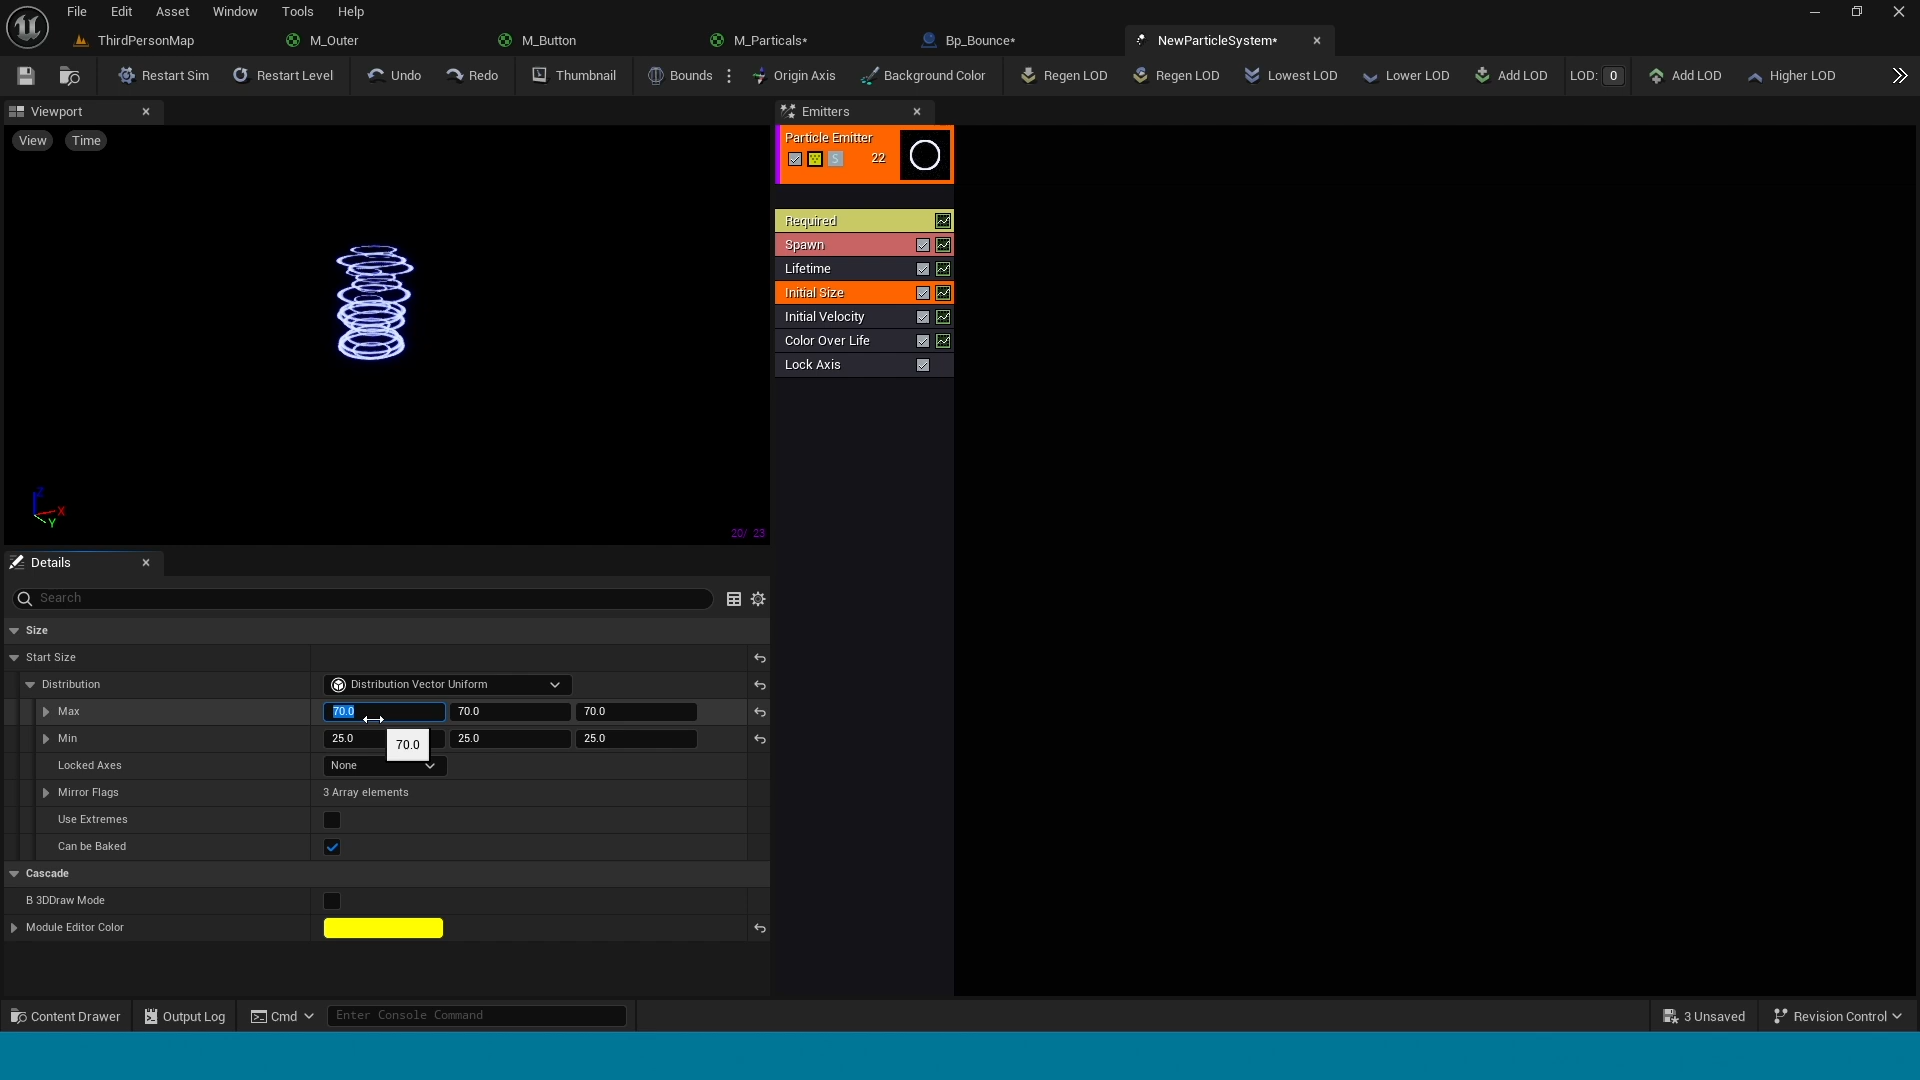 File Edit Asset Window Tools Help
ThirdPersonMap M_Outer M_Button M_Particals* Bp_Bounce* NewParticleSystem*
Restart Sim Restart Level Undo Redo Thumbnail Bounds Origin Axis Background Color Regen LOD Regen LOD Lowest LOD Lower LOD Add LOD LOD: 0 Add LOD Higher LOD
Viewport
View Time
Z
X
Y
20/ 23
Emitters
Particle Emitter
S 22
Required
Spawn
Lifetime
Initial Size
Initial Velocity
Color Over Life
Lock Axis
Details
Search
Size
Start Size
Distribution Distribution Vector Uniform
Max 70.0 70.0 70.0
Min 25.0 25.0 25.0
70.0
Locked Axes None
Mirror Flags 3 Array elements
Use Extremes
Can be Baked
Cascade
B 3DDraw Mode
Module Editor Color
Content Drawer Output Log Cmd Enter Console Command 3 Unsaved Revision Control